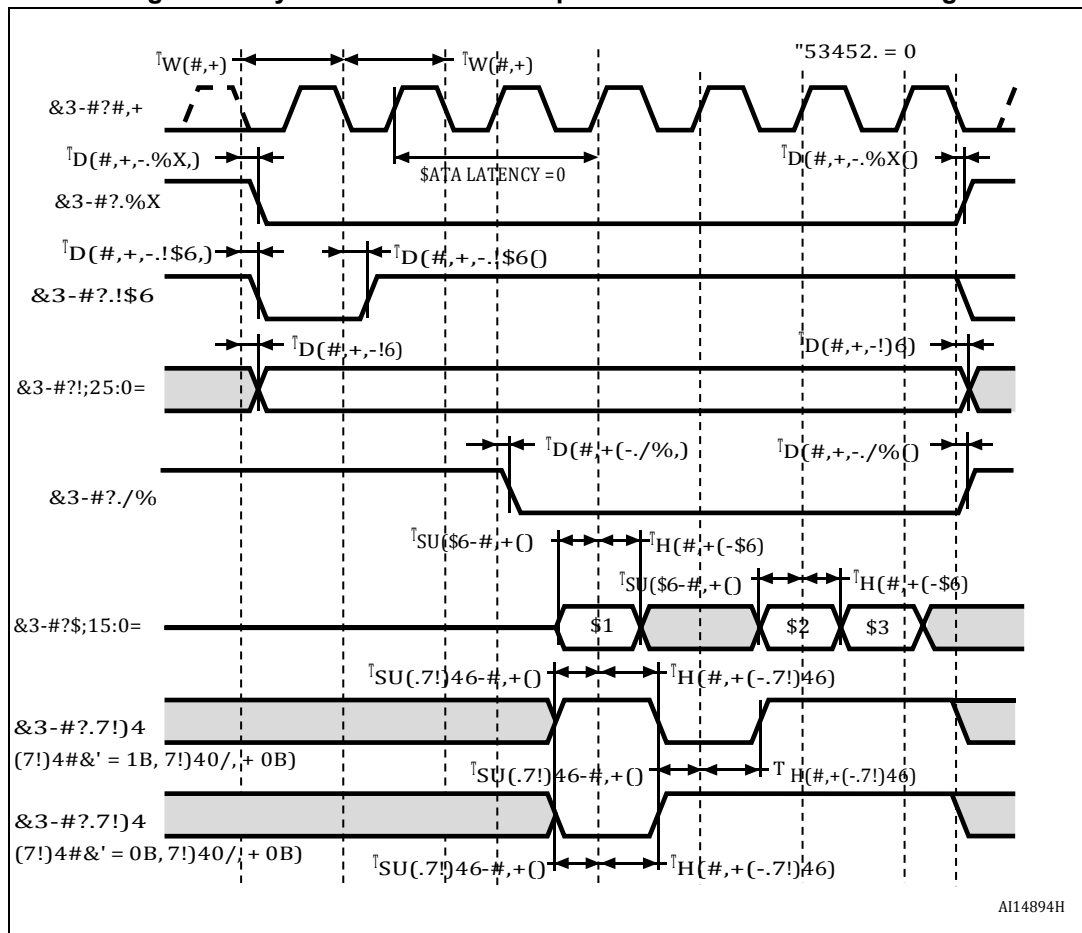 ᵀW(#,+)
ᵀW(#,+)
"53452. = 0
&3-#?#,+
ᵀD(#,+,-.%X,)
$ATA LATENCY = 0
ᵀD(#,+,-.%X()
&3-#?.%X
ᵀD(#,+,-.!$6,)
ᵀD(#,+,-.!$6()
&3-#?.!$6
ᵀD(#,+,-!6)
ᵀD(#,+,-!)6)
&3-#?!;25:0=
ᵀD(#,+(-./%,)
ᵀD(#,+,-./%()
&3-#?./%
ᵀSU($6-#,+()
ᵀH(#,+(-$6)
ᵀSU($6-#,+()
ᵀH(#,+(-$6)
&3-#?$;15:0=
$1
$2
$3
ᵀSU(.7!)46-#,+()
ᵀH(#,+(-.7!)46)
&3-#?.7!)4
(7!)4#&' = 1B, 7!)40/,+ 0B)
ᵀSU(.7!)46-#,+()
T H(#,+(-.7!)46)
&3-#?.7!)4
(7!)4#&' = 0B, 7!)40/,+ 0B)
ᵀSU(.7!)46-#,+()
ᵀH(#,+(-.7!)46)
AI14894H